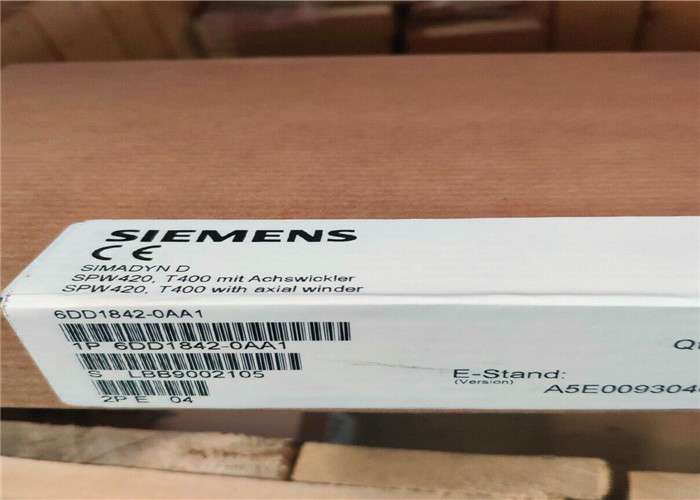 SIEMENS
CE
SIMADYN D
SPW420, T400 mit Achswickler
SPW420, T400 with axial winder
6DD1842-0AA1
1P 6DD1842-0AA1
S LBB9002105
2P E 04
E-Stand:
(Version)